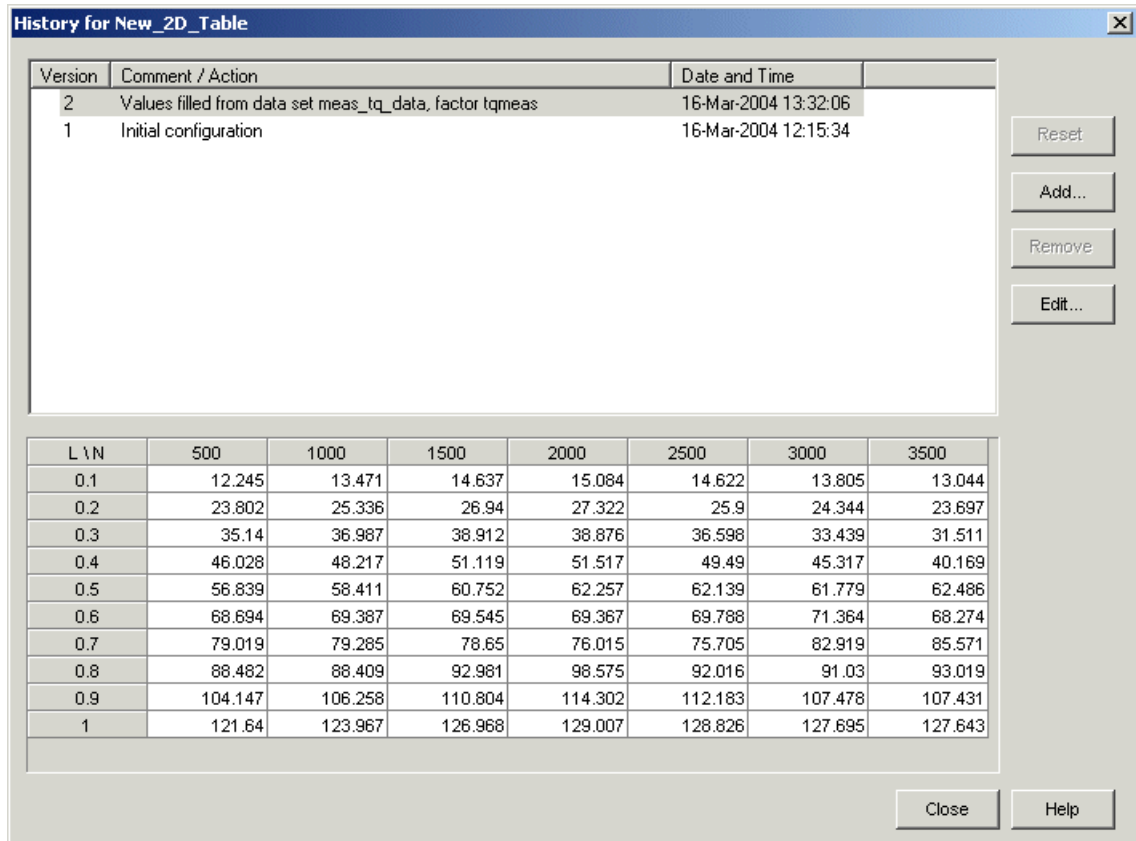 History for New_2D_Table
Version Comment / Action Date and Time
2 Values filled from data set meas_tq_data, factor tqmeas 16-Mar-2004 13:32:06
1 Initial configuration 16-Mar-2004 12:15:34
Reset
Add...
Remove
Edit...
L \ N 500 1000 1500 2000 2500 3000 3500
0.1 12.245 13.471 14.637 15.084 14.622 13.805 13.044
0.2 23.802 25.336 26.94 27.322 25.9 24.344 23.697
0.3 35.14 36.987 38.912 38.876 36.598 33.439 31.511
0.4 46.028 48.217 51.119 51.517 49.49 45.317 40.169
0.5 56.839 58.411 60.752 62.257 62.139 61.779 62.486
0.6 68.694 69.387 69.545 69.367 69.788 71.364 68.274
0.7 79.019 79.285 78.65 76.015 75.705 82.919 85.571
0.8 88.482 88.409 92.981 98.575 92.016 91.03 93.019
0.9 104.147 106.258 110.804 114.302 112.183 107.478 107.431
1 121.64 123.967 126.968 129.007 128.826 127.695 127.643
Close Help